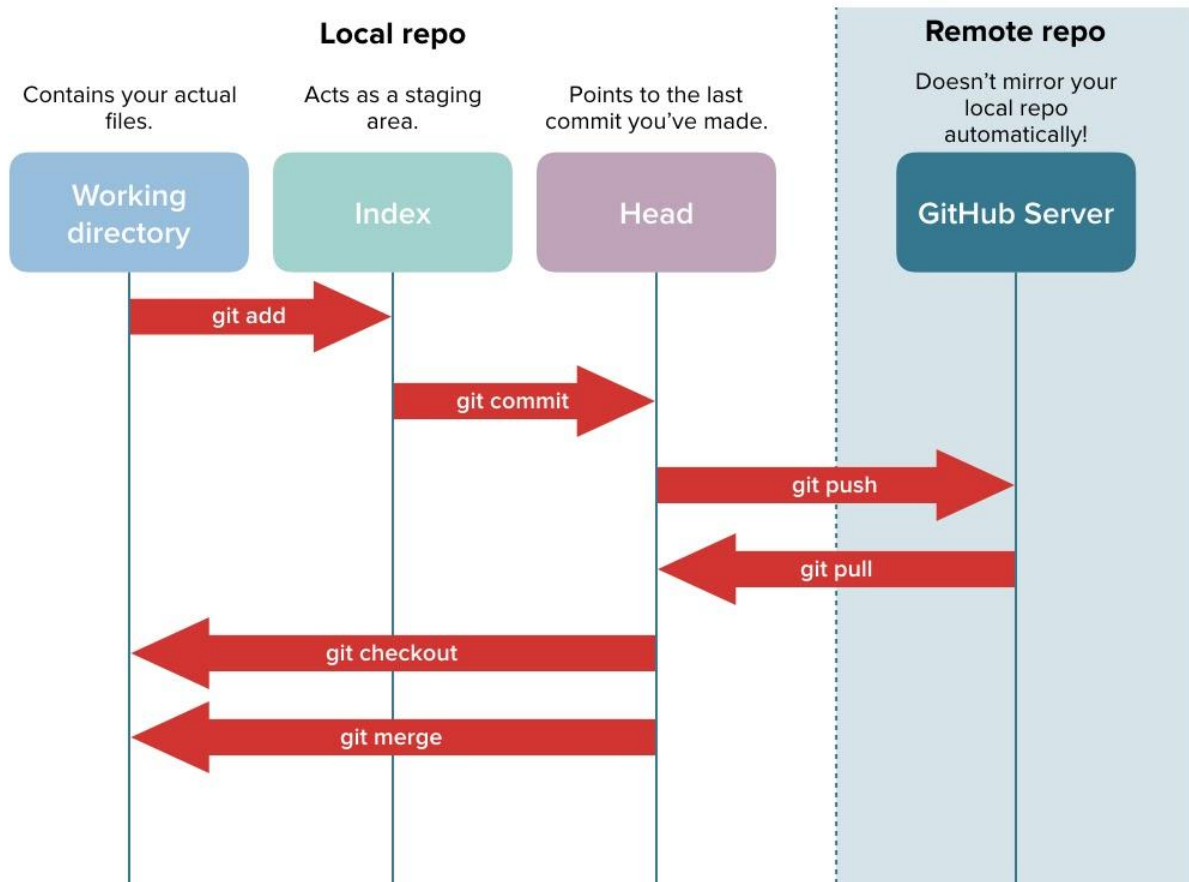 Local repo
Remote repo
Contains your actual
files.
Acts as a staging
area.
Points to the last
commit you’ve made.
Doesn’t mirror your
local repo
automatically!
Working
directory
Index
Head
GitHub Server
git add
git commit
git push
git pull
git checkout
git merge